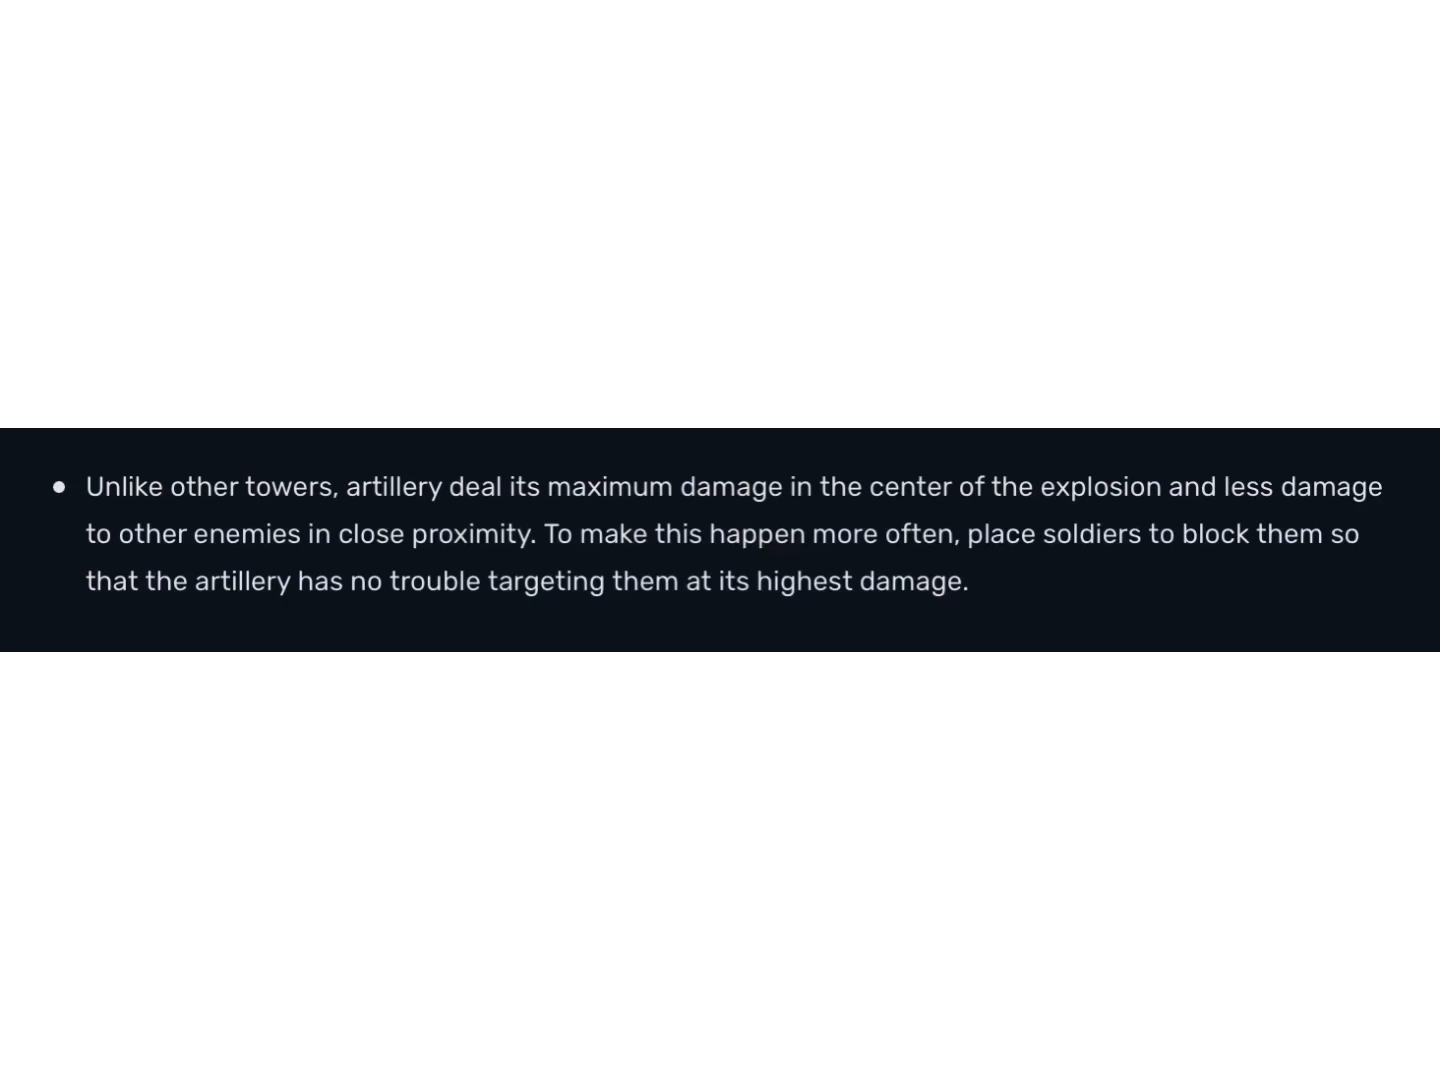 ● Unlike other towers, artillery deal its maximum damage in the center of the explosion and less damage
to other enemies in close proximity. To make this happen more often, place soldiers to block them so
that the artillery has no trouble targeting them at its highest damage.